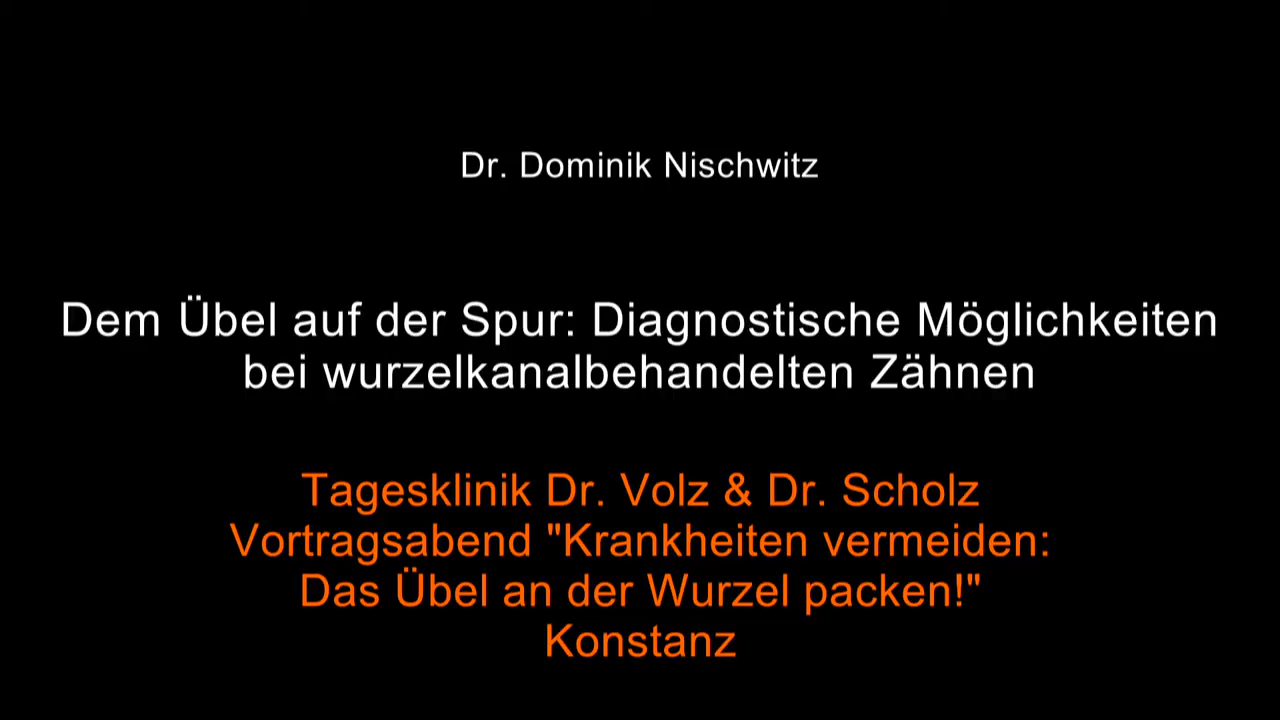 Dr. Dominik Nischwitz
Dem Übel auf der Spur: Diagnostische Möglichkeiten
bei wurzelkanalbehandelten Zähnen
Tagesklinik Dr. Volz & Dr. Scholz
Vortragsabend "Krankheiten vermeiden:
Das Übel an der Wurzel packen!"
Konstanz